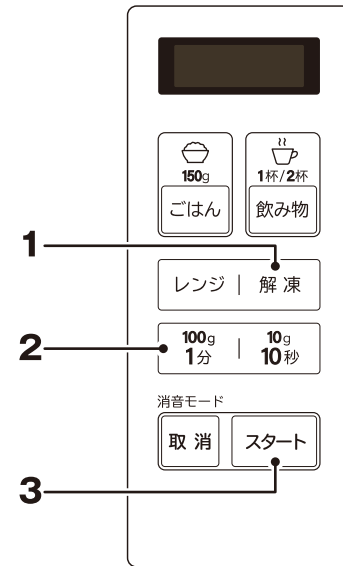 150g
1杯/2杯
ごはん
飲み物
1
レンジ | 解凍
2
100g
1分
10g
10秒
消音モード
取消
スタート
3